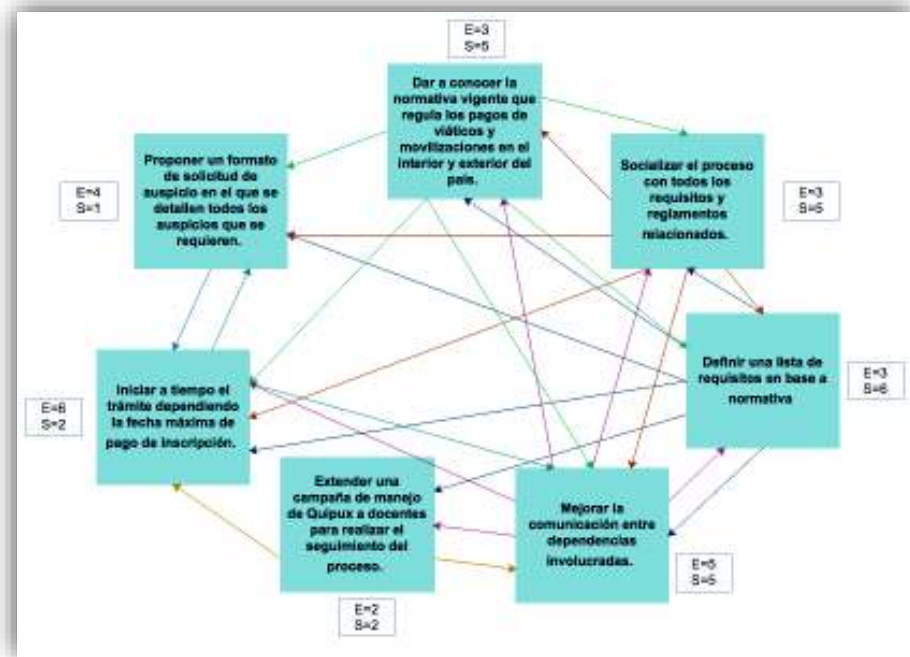 E=3
S=5
Dar a conocer la
normativa vigente que
regula los pagos de
viáticos y
movilizaciones en el
interior y exterior del
país.
Proponer un formato
de solicitud de
auspicio en el que se
detallen todos los
auspicios que se
requieren.
E=4
S=1
Socializar el proceso
con todos los
requisitos y
reglamentos
relacionados.
E=3
S=5
Iniciar a tiempo el
trámite dependiendo
la fecha máxima de
pago de inscripción.
E=6
S=2
Definir una lista de
requisitos en base a
normativa
E=3
S=6
Extender una
campaña de manejo
de Quipux a docentes
para realizar el
seguimiento del
proceso.
E=2
S=2
Mejorar la
comunicación entre
dependencias
involucradas.
E=5
S=5